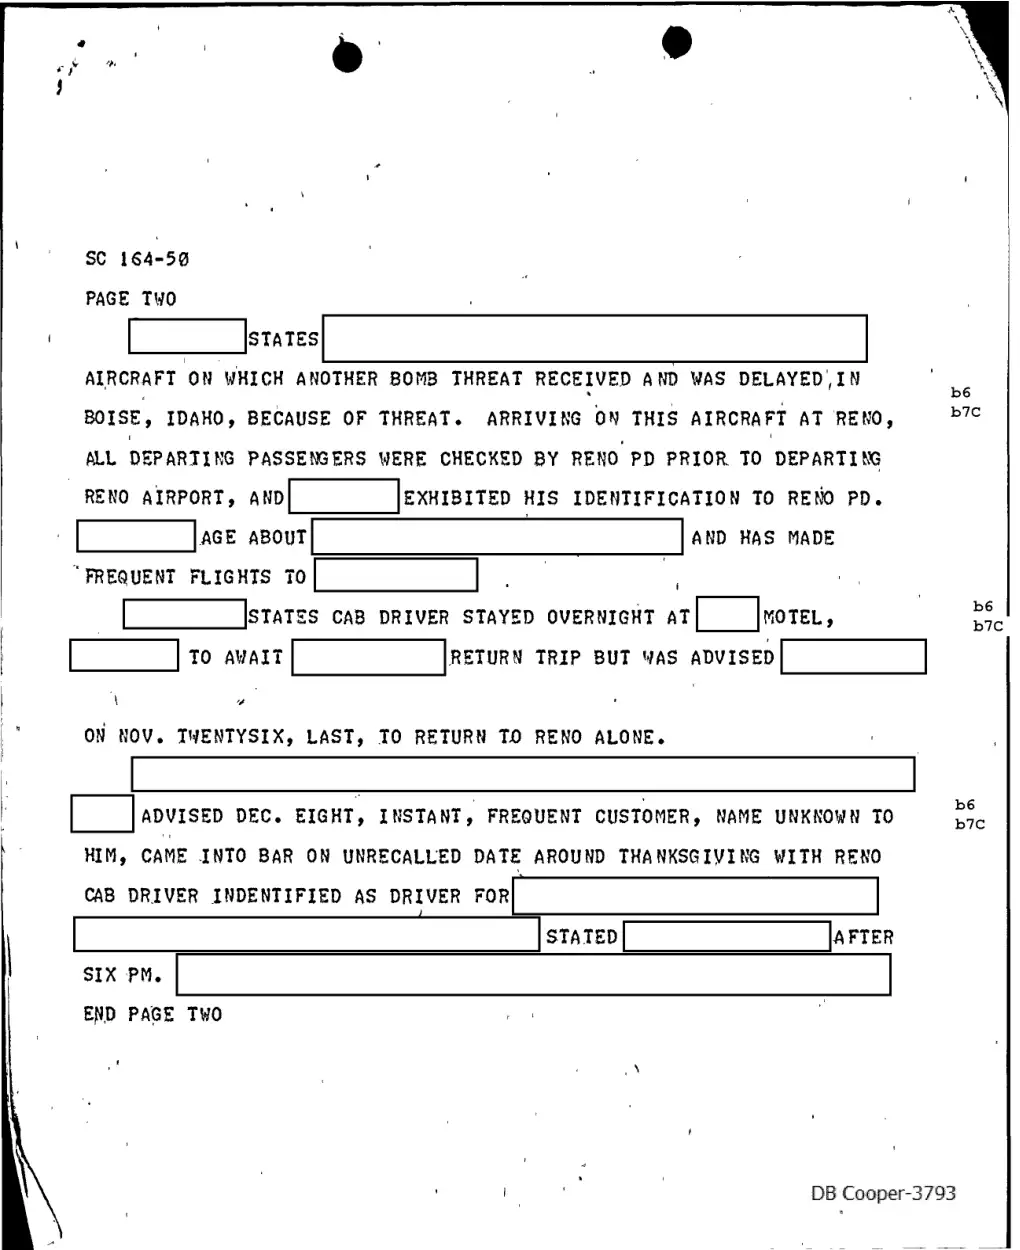 SC 164-50
PAGE TWO
STATES
AIRCRAFT ON WHICH ANOTHER BOMB THREAT RECEIVED AND WAS DELAYED IN
b6
BOISE, IDAHO, BECAUSE OF THREAT. ARRIVING ON THIS AIRCRAFT AT RENO,
b7C
ALL DEPARTING PASSENGERS WERE CHECKED BY RENO PD PRIOR TO DEPARTING
RENO AIRPORT, AND EXHIBITED HIS IDENTIFICATION TO RENO PD.
AGE ABOUT AND HAS MADE
FREQUENT FLIGHTS TO .
STATES CAB DRIVER STAYED OVERNIGHT AT MOTEL,
b6
b7C
TO AWAIT RETURN TRIP BUT WAS ADVISED
ON NOV. TWENTYSIX, LAST, TO RETURN TO RENO ALONE.
ADVISED DEC. EIGHT, INSTANT, FREQUENT CUSTOMER, NAME UNKNOWN TO
b6
b7C
HIM, CAME INTO BAR ON UNRECALLED DATE AROUND THANKSGIVING WITH RENO
CAB DRIVER INDENTIFIED AS DRIVER FOR
STATED AFTER
SIX PM.
END PAGE TWO
DB Cooper-3793